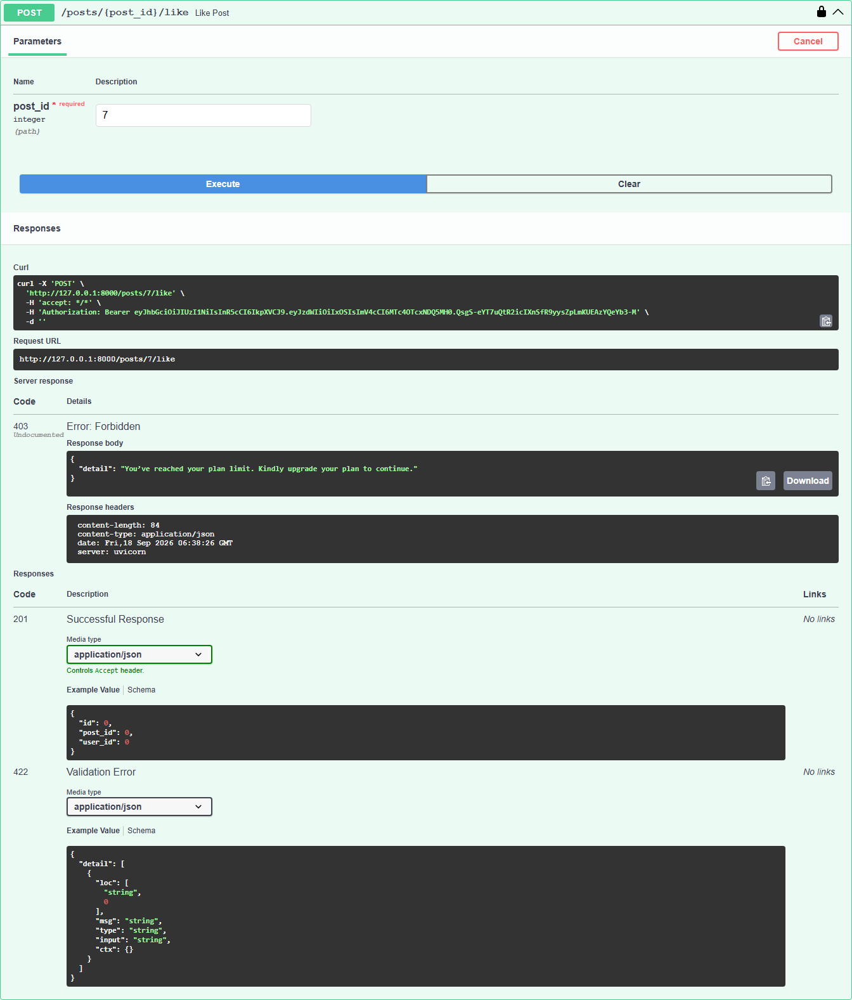 POST /posts/{post_id}/like Like Post
Parameters
Cancel
Name Description
post_id * required
integer
(path)
7
Execute Clear
Responses
Curl
curl -X 'POST' \
'http://127.0.0.1:8000/posts/7/like' \
-H 'accept: */*' \
-H 'Authorization: Bearer eyJhbGciOiJIUzI1NiIsInR5cCI6IkpXVCJ9.eyJzdWIiOiIxOSIsImV4cCI6MTc4OTcxNDQ5MH0.QsgS-eYT7uQtR2icIXnSfR9yysZpLmKUEAzYQeYb3-M' \
-d ''
Request URL
http://127.0.0.1:8000/posts/7/like
Server response
Code Details
403 Error: Forbidden
Undocumented
Response body
{
"detail": "You’ve reached your plan limit. Kindly upgrade your plan to continue."
}
Download
Response headers
content-length: 84
content-type: application/json
date: Fri,18 Sep 2026 06:38:26 GMT
server: uvicorn
Responses
Code Description Links
201 Successful Response No links
Media type
application/json
Controls Accept header.
Example Value Schema
{
"id": 0,
"post_id": 0,
"user_id": 0
}
422 Validation Error No links
Media type
application/json
Example Value Schema
{
"detail": [
{
"loc": [
"string",
0
],
"msg": "string",
"type": "string",
"input": "string",
"ctx": {}
}
]
}